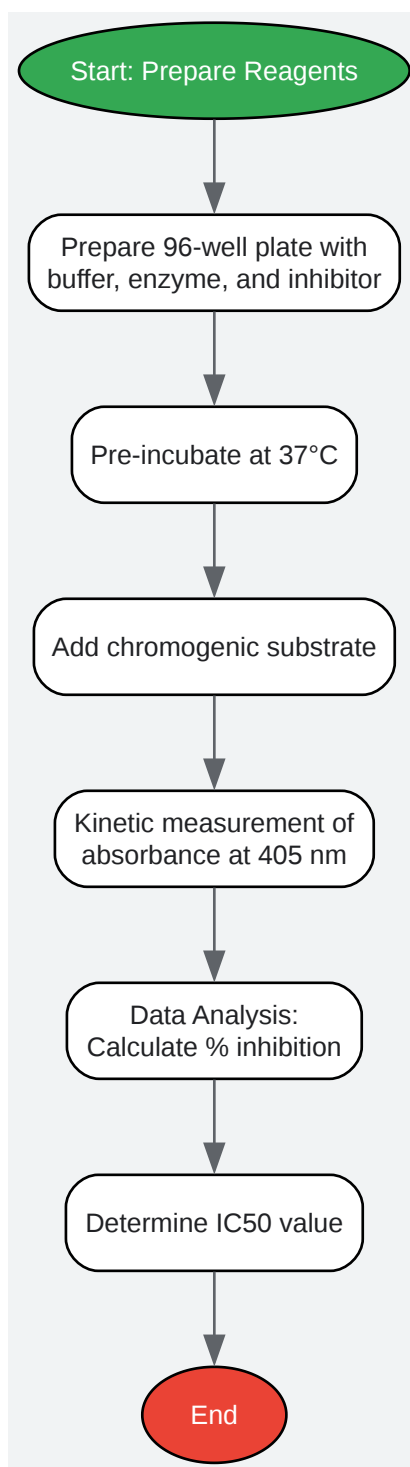 Start: Prepare Reagents
Prepare 96-well plate with
buffer, enzyme, and inhibitor
Pre-incubate at 37°C
Add chromogenic substrate
Kinetic measurement of
absorbance at 405 nm
Data Analysis:
Calculate % inhibition
Determine IC50 value
End